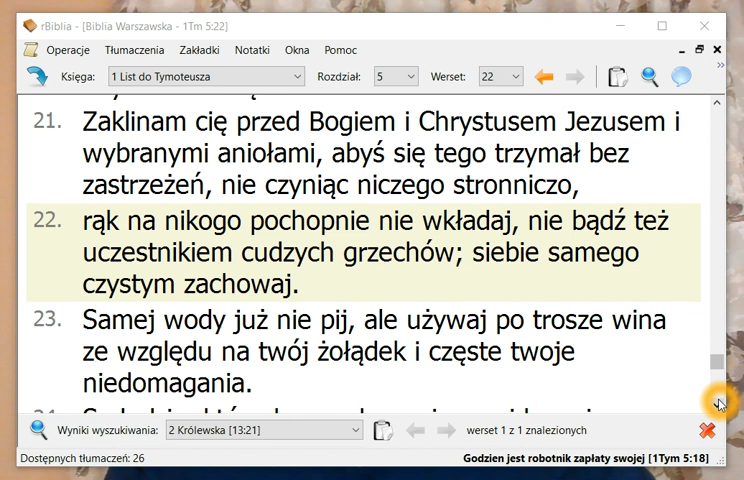 rBiblia - [Biblia Warszawska - 1Tm 5:22]
Operacje Tłumaczenia Zakładki Notatki Okna Pomoc
Księga: 1 List do Tymoteusza Rozdział: 5 Werset: 22
21. Zaklinam cię przed Bogiem i Chrystusem Jezusem i
wybranymi aniołami, abyś się tego trzymał bez
zastrzeżeń, nie czyniąc niczego stronniczo,
22. rąk na nikogo pochopnie nie wkładaj, nie bądź też
uczestnikiem cudzych grzechów; siebie samego
czystym zachowaj.
23. Samej wody już nie pij, ale używaj po trosze wina
ze względu na twój żołądek i częste twoje
niedomagania.
Wyniki wyszukiwania: 2 Królewska [13:21] werset 1 z 1 znalezionych
Dostępnych tłumaczeń: 26 Godzien jest robotnik zapłaty swojej [1Tym 5:18]